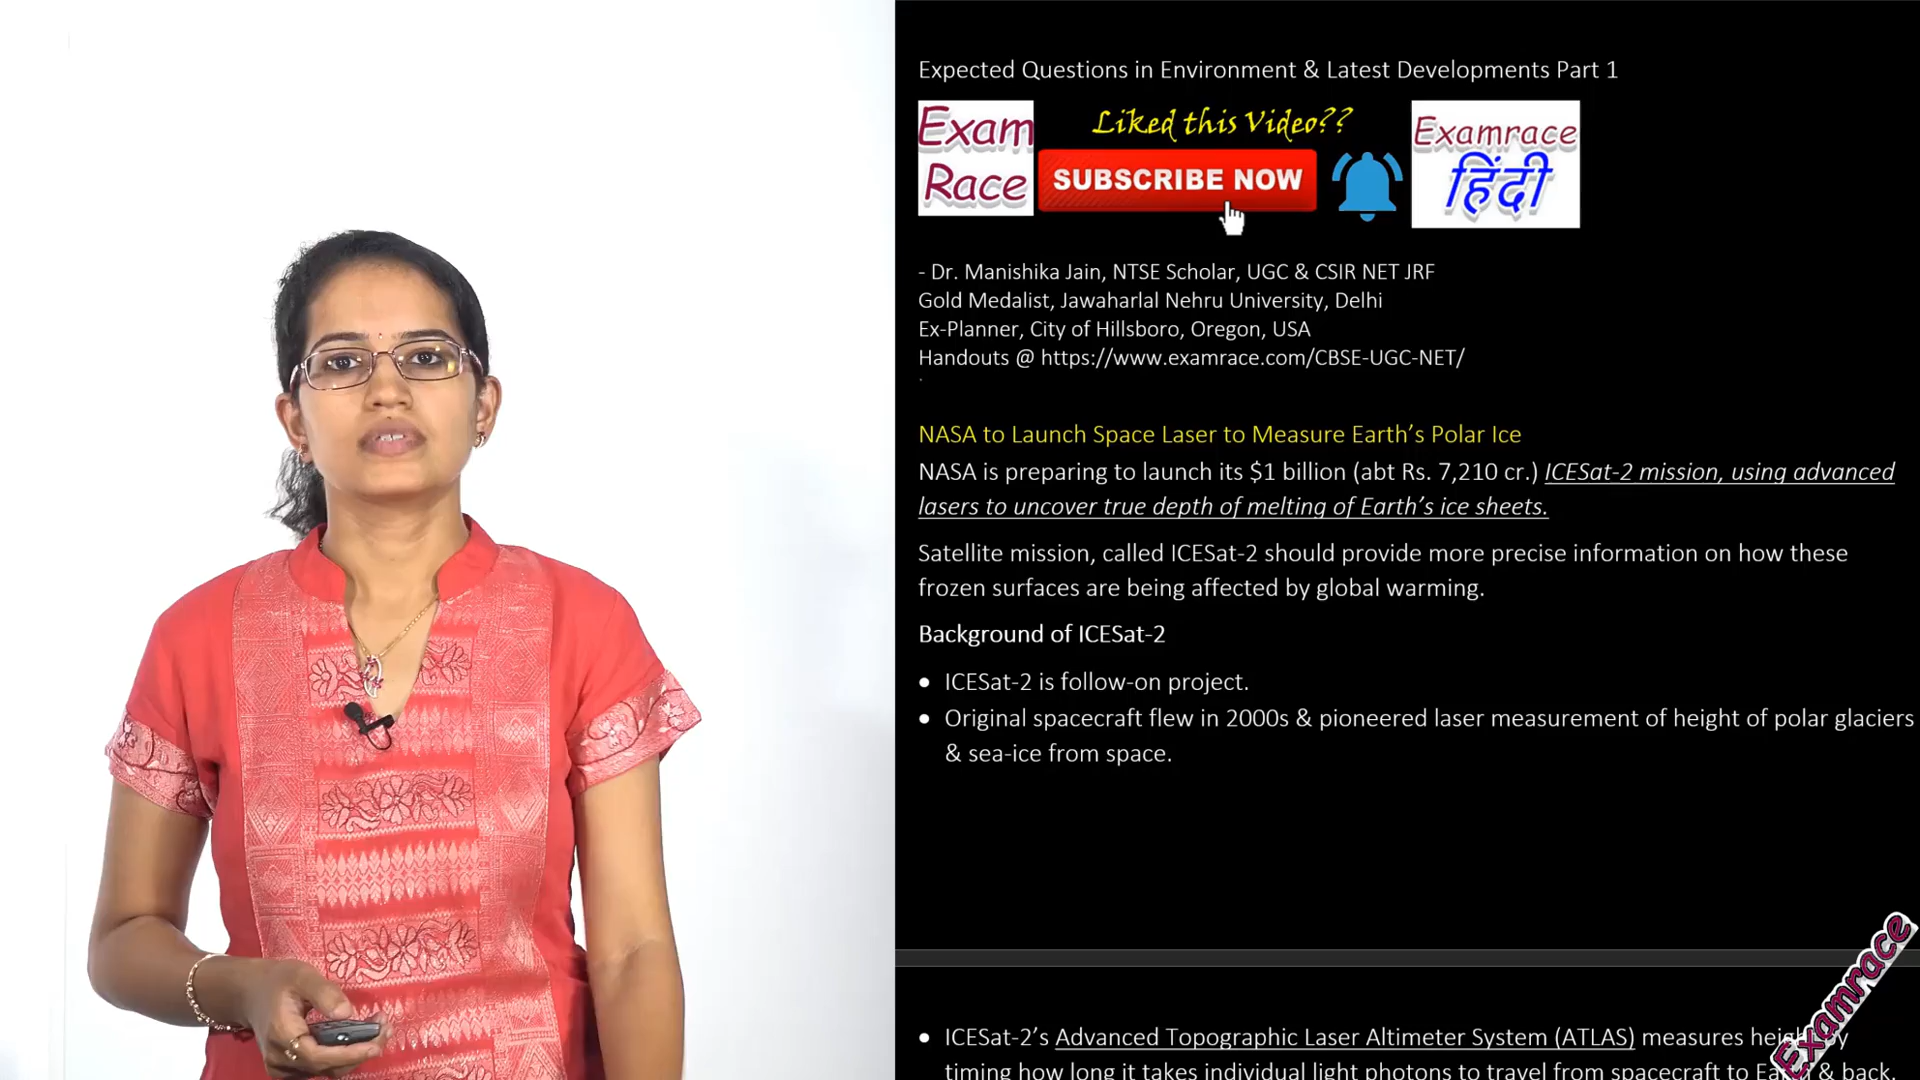 Expected Questions in Environment & Latest Developments Part 1
Exam
Race
Liked this Video??
SUBSCRIBE NOW
Examrace
हिंदी
- Dr. Manishika Jain, NTSE Scholar, UGC & CSIR NET JRF
Gold Medalist, Jawaharlal Nehru University, Delhi
Ex-Planner, City of Hillsboro, Oregon, USA
Handouts @ https://www.examrace.com/CBSE-UGC-NET/
NASA to Launch Space Laser to Measure Earth's Polar Ice
NASA is preparing to launch its $1 billion (abt Rs. 7,210 cr.) ICESat-2 mission, using advanced
lasers to uncover true depth of melting of Earth's ice sheets.
Satellite mission, called ICESat-2 should provide more precise information on how these
frozen surfaces are being affected by global warming.
Background of ICESat-2
• ICESat-2 is follow-on project.
• Original spacecraft flew in 2000s & pioneered laser measurement of height of polar glaciers
& sea-ice from space.
• ICESat-2's Advanced Topographic Laser Altimeter System (ATLAS) measures
timing how long it takes individual light photons to travel from spacecraft to & back.
Examrace